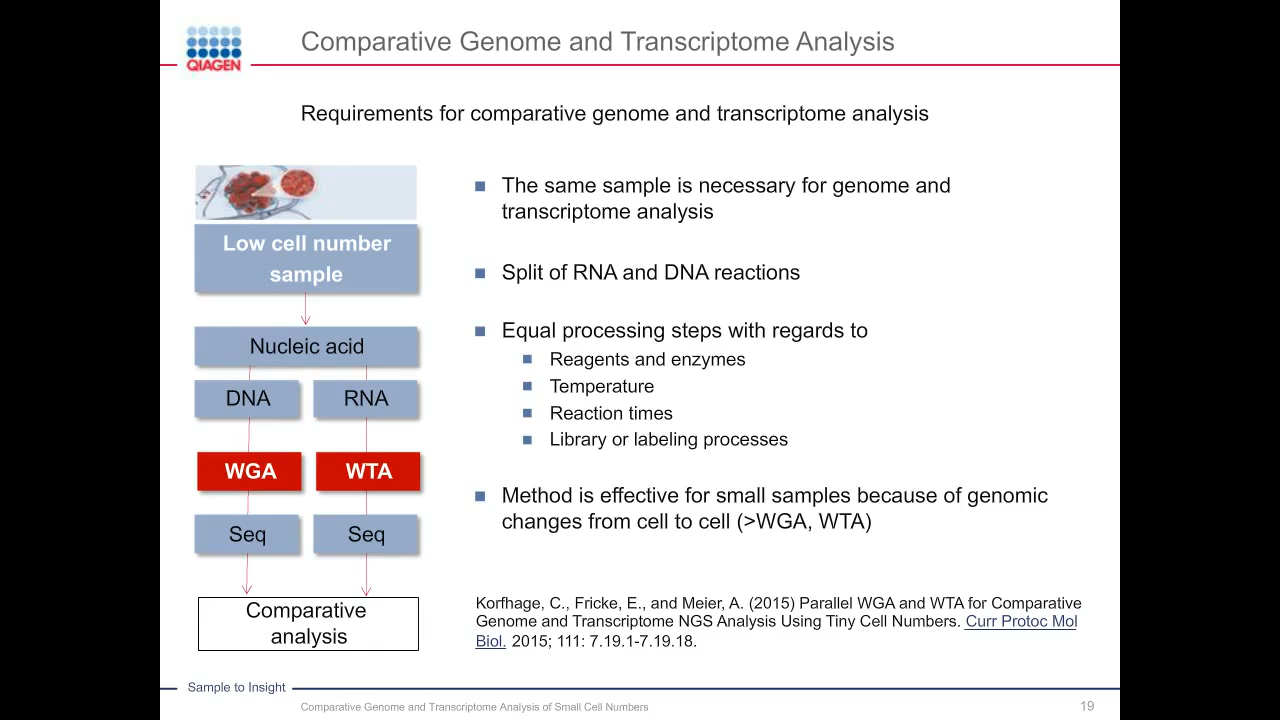 QIAGEN
Comparative Genome and Transcriptome Analysis
Requirements for comparative genome and transcriptome analysis
Low cell number
sample
Nucleic acid
DNA
RNA
WGA
WTA
Seq
Seq
Comparative
analysis
The same sample is necessary for genome and
transcriptome analysis
Split of RNA and DNA reactions
Equal processing steps with regards to
Reagents and enzymes
Temperature
Reaction times
Library or labeling processes
Method is effective for small samples because of genomic
changes from cell to cell (>WGA, WTA)
Korfhage, C., Fricke, E., and Meier, A. (2015) Parallel WGA and WTA for Comparative
Genome and Transcriptome NGS Analysis Using Tiny Cell Numbers. Curr Protoc Mol
Biol. 2015; 111: 7.19.1-7.19.18.
Sample to Insight
Comparative Genome and Transcriptome Analysis of Small Cell Numbers
19